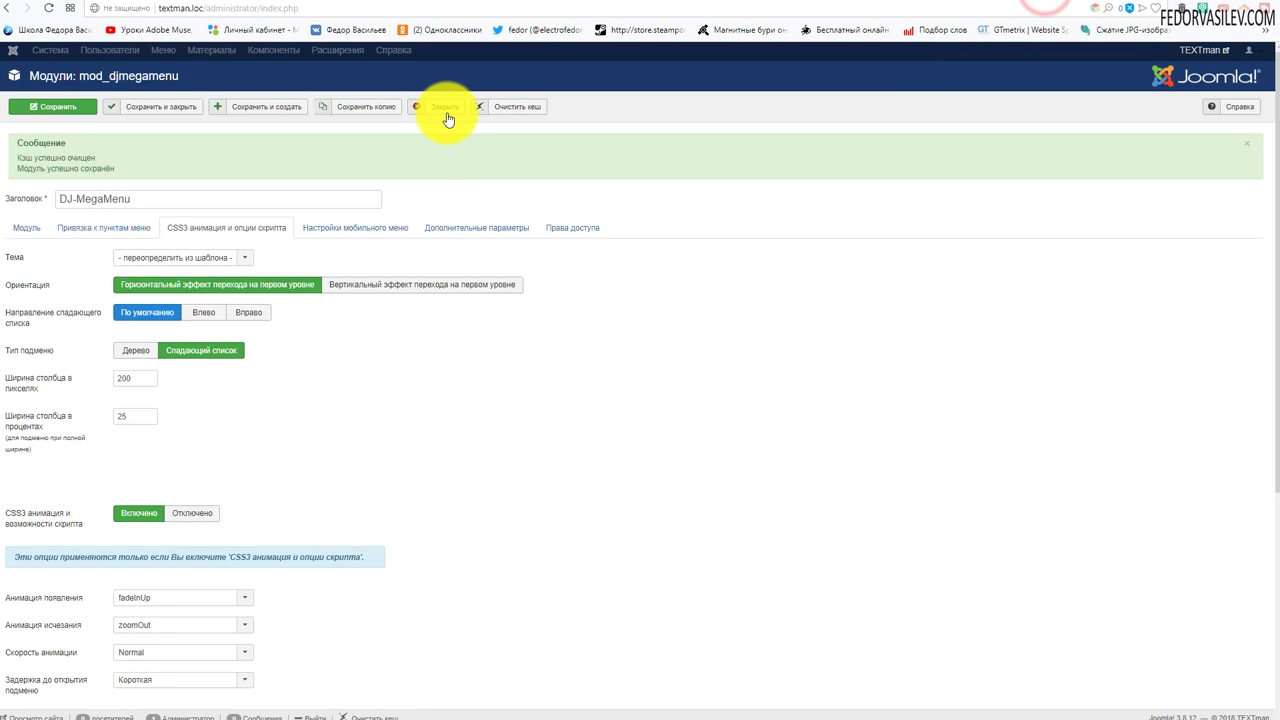 Не защищено textman.loc/administrator/index.php
FEDORVASILEV.COM
Школа Федора Васи Уроки Adobe Muse, Личный кабинет - М Федор Васильев (2) Одноклассники fedor (@electrofedo http://store.steampo Магнитные бури он Бесплатный онлайн Подбор слов GTmetrix | Website S Сжатие JPG-изобра
Система Пользователи Меню Материалы Компоненты Расширения Справка TEXTman
Модули: mod_djmegamenu Joomla!
Сохранить Сохранить и закрыть Сохранить и создать Сохранить копию Закрыть Очистить кеш Справка
Сообщение
Кэш успешно очищен
Модуль успешно сохранён
Заголовок * DJ-MegaMenu
Модуль Привязка к пунктам меню CSS3 анимация и опции скрипта Настройки мобильного меню Дополнительные параметры Права доступа
Тема - переопределить из шаблона -
Ориентация Горизонтальный эффект перехода на первом уровне Вертикальный эффект перехода на первом уровне
Направление спадающего
списка По умолчанию Влево Вправо
Тип подменю Дерево Спадающий список
Ширина столбца в
пикселях 200
Ширина столбца в
процентах 25
(для подменю при полной
ширине)
CSS3 анимация и
возможности скрипта Включено Отключено
Эти опции применяются только если Вы включите 'CSS3 анимация и опции скрипта'.
Анимация появления fadeInUp
Анимация исчезания zoomOut
Скорость анимации Normal
Задержка до открытия
подменю Короткая
Просмотр сайта 0 посетителей 1 Администратор 0 Сообщения Выйти Очистить кеш Joomla! 3.8.12 — © 2018 TEXTman